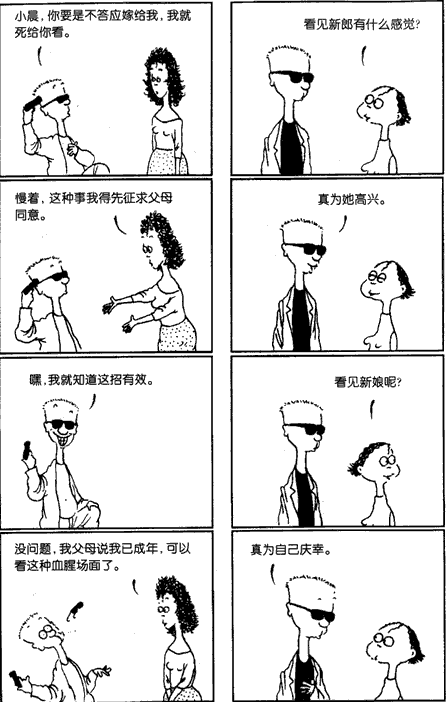 小晨，你要是不答应嫁给我，我就
死给你看。
慢着，这种事我得先征求父母
同意。
嘿，我就知道这招有效。
没问题，我父母说我已成年，可以
看这种血腥场面了。
看见新郎有什么感觉？
真为她高兴。
看见新娘呢？
真为自己庆幸。